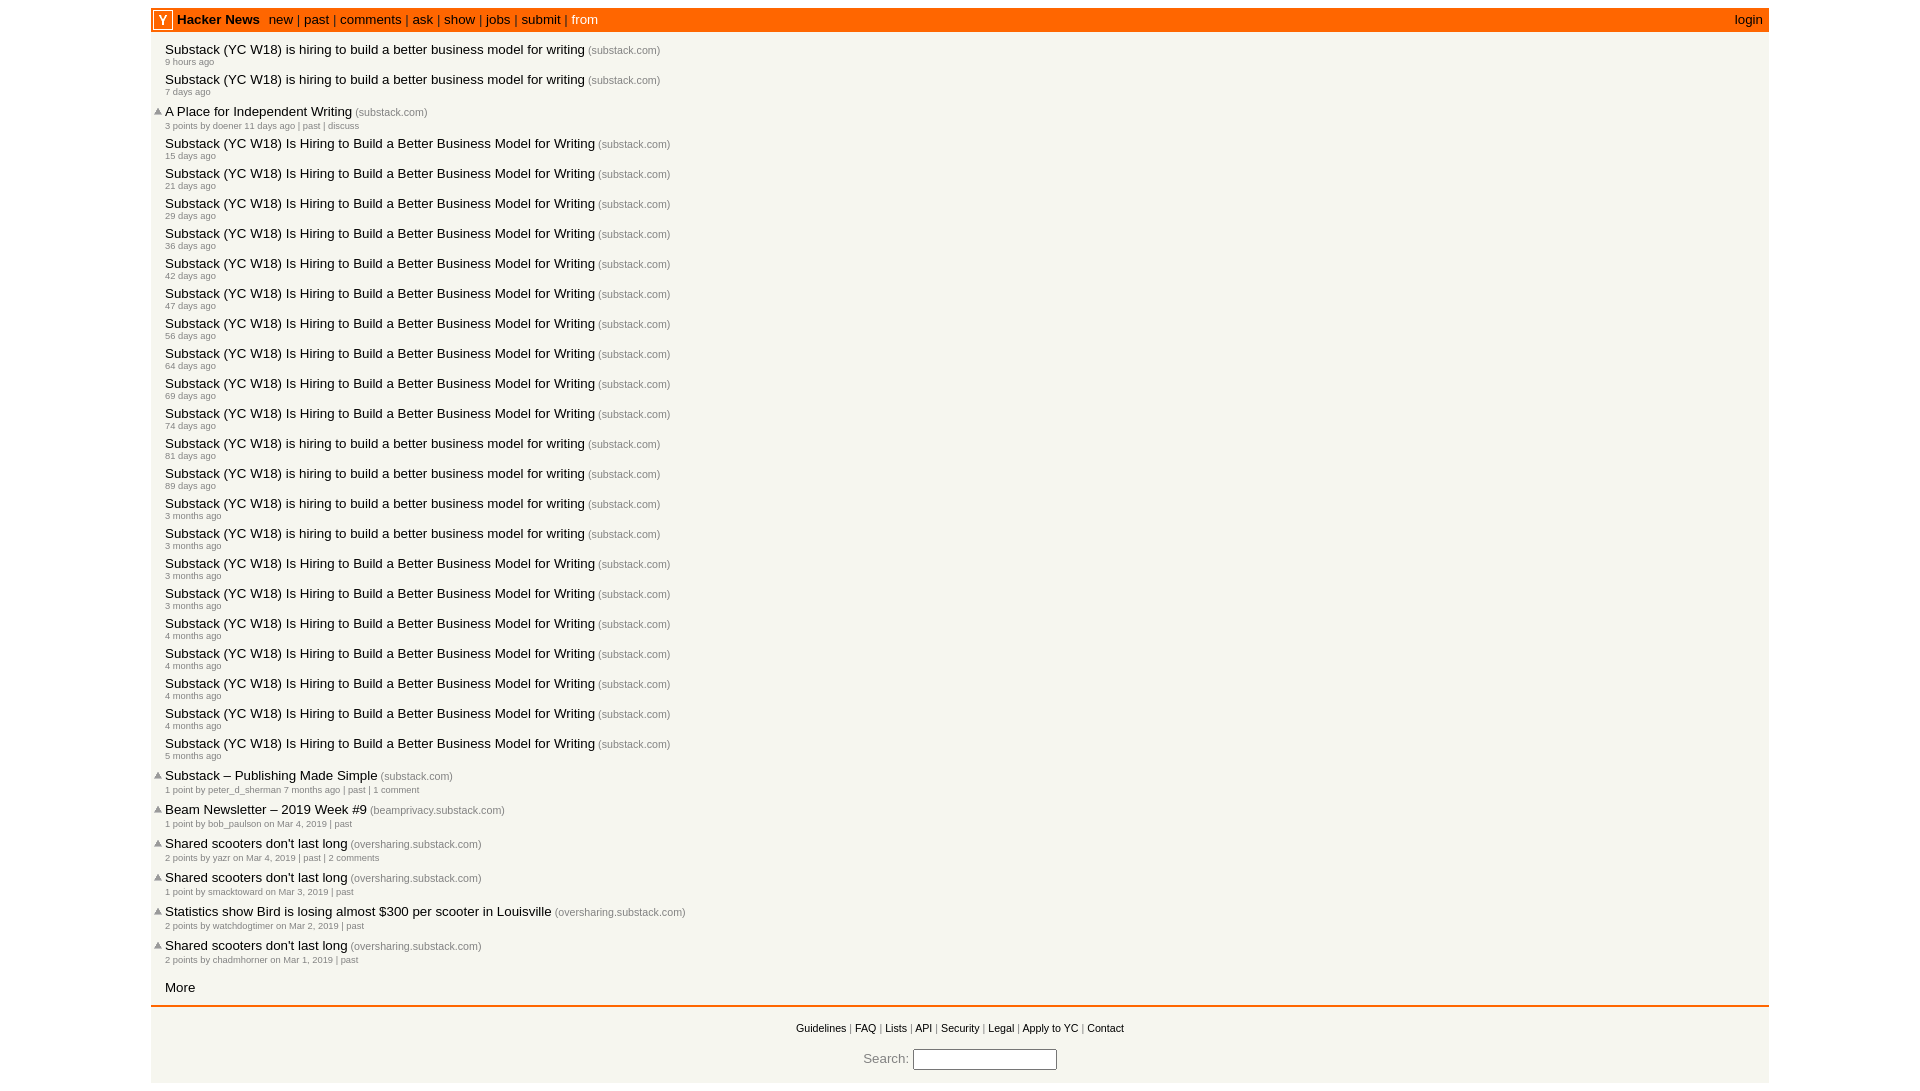 Y Hacker News new | past | comments | ask | show | jobs | submit | from login
Substack (YC W18) is hiring to build a better business model for writing (substack.com)
9 hours ago
Substack (YC W18) is hiring to build a better business model for writing (substack.com)
7 days ago
A Place for Independent Writing (substack.com)
3 points by doener 11 days ago | past | discuss
Substack (YC W18) Is Hiring to Build a Better Business Model for Writing (substack.com)
15 days ago
Substack (YC W18) Is Hiring to Build a Better Business Model for Writing (substack.com)
21 days ago
Substack (YC W18) Is Hiring to Build a Better Business Model for Writing (substack.com)
29 days ago
Substack (YC W18) Is Hiring to Build a Better Business Model for Writing (substack.com)
36 days ago
Substack (YC W18) Is Hiring to Build a Better Business Model for Writing (substack.com)
42 days ago
Substack (YC W18) Is Hiring to Build a Better Business Model for Writing (substack.com)
47 days ago
Substack (YC W18) Is Hiring to Build a Better Business Model for Writing (substack.com)
56 days ago
Substack (YC W18) Is Hiring to Build a Better Business Model for Writing (substack.com)
64 days ago
Substack (YC W18) Is Hiring to Build a Better Business Model for Writing (substack.com)
69 days ago
Substack (YC W18) Is Hiring to Build a Better Business Model for Writing (substack.com)
74 days ago
Substack (YC W18) is hiring to build a better business model for writing (substack.com)
81 days ago
Substack (YC W18) is hiring to build a better business model for writing (substack.com)
89 days ago
Substack (YC W18) is hiring to build a better business model for writing (substack.com)
3 months ago
Substack (YC W18) is hiring to build a better business model for writing (substack.com)
3 months ago
Substack (YC W18) Is Hiring to Build a Better Business Model for Writing (substack.com)
3 months ago
Substack (YC W18) Is Hiring to Build a Better Business Model for Writing (substack.com)
3 months ago
Substack (YC W18) Is Hiring to Build a Better Business Model for Writing (substack.com)
4 months ago
Substack (YC W18) Is Hiring to Build a Better Business Model for Writing (substack.com)
4 months ago
Substack (YC W18) Is Hiring to Build a Better Business Model for Writing (substack.com)
4 months ago
Substack (YC W18) Is Hiring to Build a Better Business Model for Writing (substack.com)
4 months ago
Substack (YC W18) Is Hiring to Build a Better Business Model for Writing (substack.com)
5 months ago
Substack – Publishing Made Simple (substack.com)
1 point by peter_d_sherman 7 months ago | past | 1 comment
Beam Newsletter – 2019 Week #9 (beamprivacy.substack.com)
1 point by bob_paulson on Mar 4, 2019 | past
Shared scooters don't last long (oversharing.substack.com)
2 points by yazr on Mar 4, 2019 | past | 2 comments
Shared scooters don't last long (oversharing.substack.com)
1 point by smacktoward on Mar 3, 2019 | past
Statistics show Bird is losing almost $300 per scooter in Louisville (oversharing.substack.com)
2 points by watchdogtimer on Mar 2, 2019 | past
Shared scooters don't last long (oversharing.substack.com)
2 points by chadmhorner on Mar 1, 2019 | past
More
Guidelines | FAQ | Lists | API | Security | Legal | Apply to YC | Contact
Search: